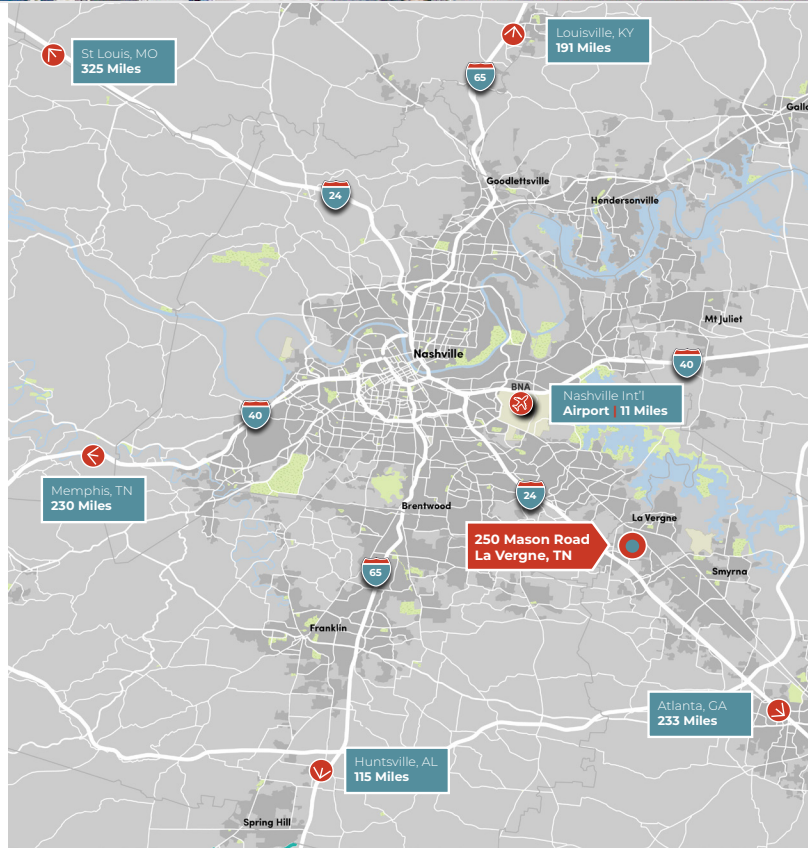 St Louis, MO
325 Miles
Louisville, KY
191 Miles
65
Galla
Goodlettsville
24
Hendersonville
Mt Juliet
Nashville
40
BNA
Nashville Int'l
Airport | 11 Miles
40
Memphis, TN
230 Miles
24
Brentwood
La Vergne
250 Mason Road
La Vergne, TN
65
Smyrna
Franklin
Atlanta, GA
233 Miles
Huntsville, AL
115 Miles
Spring Hill